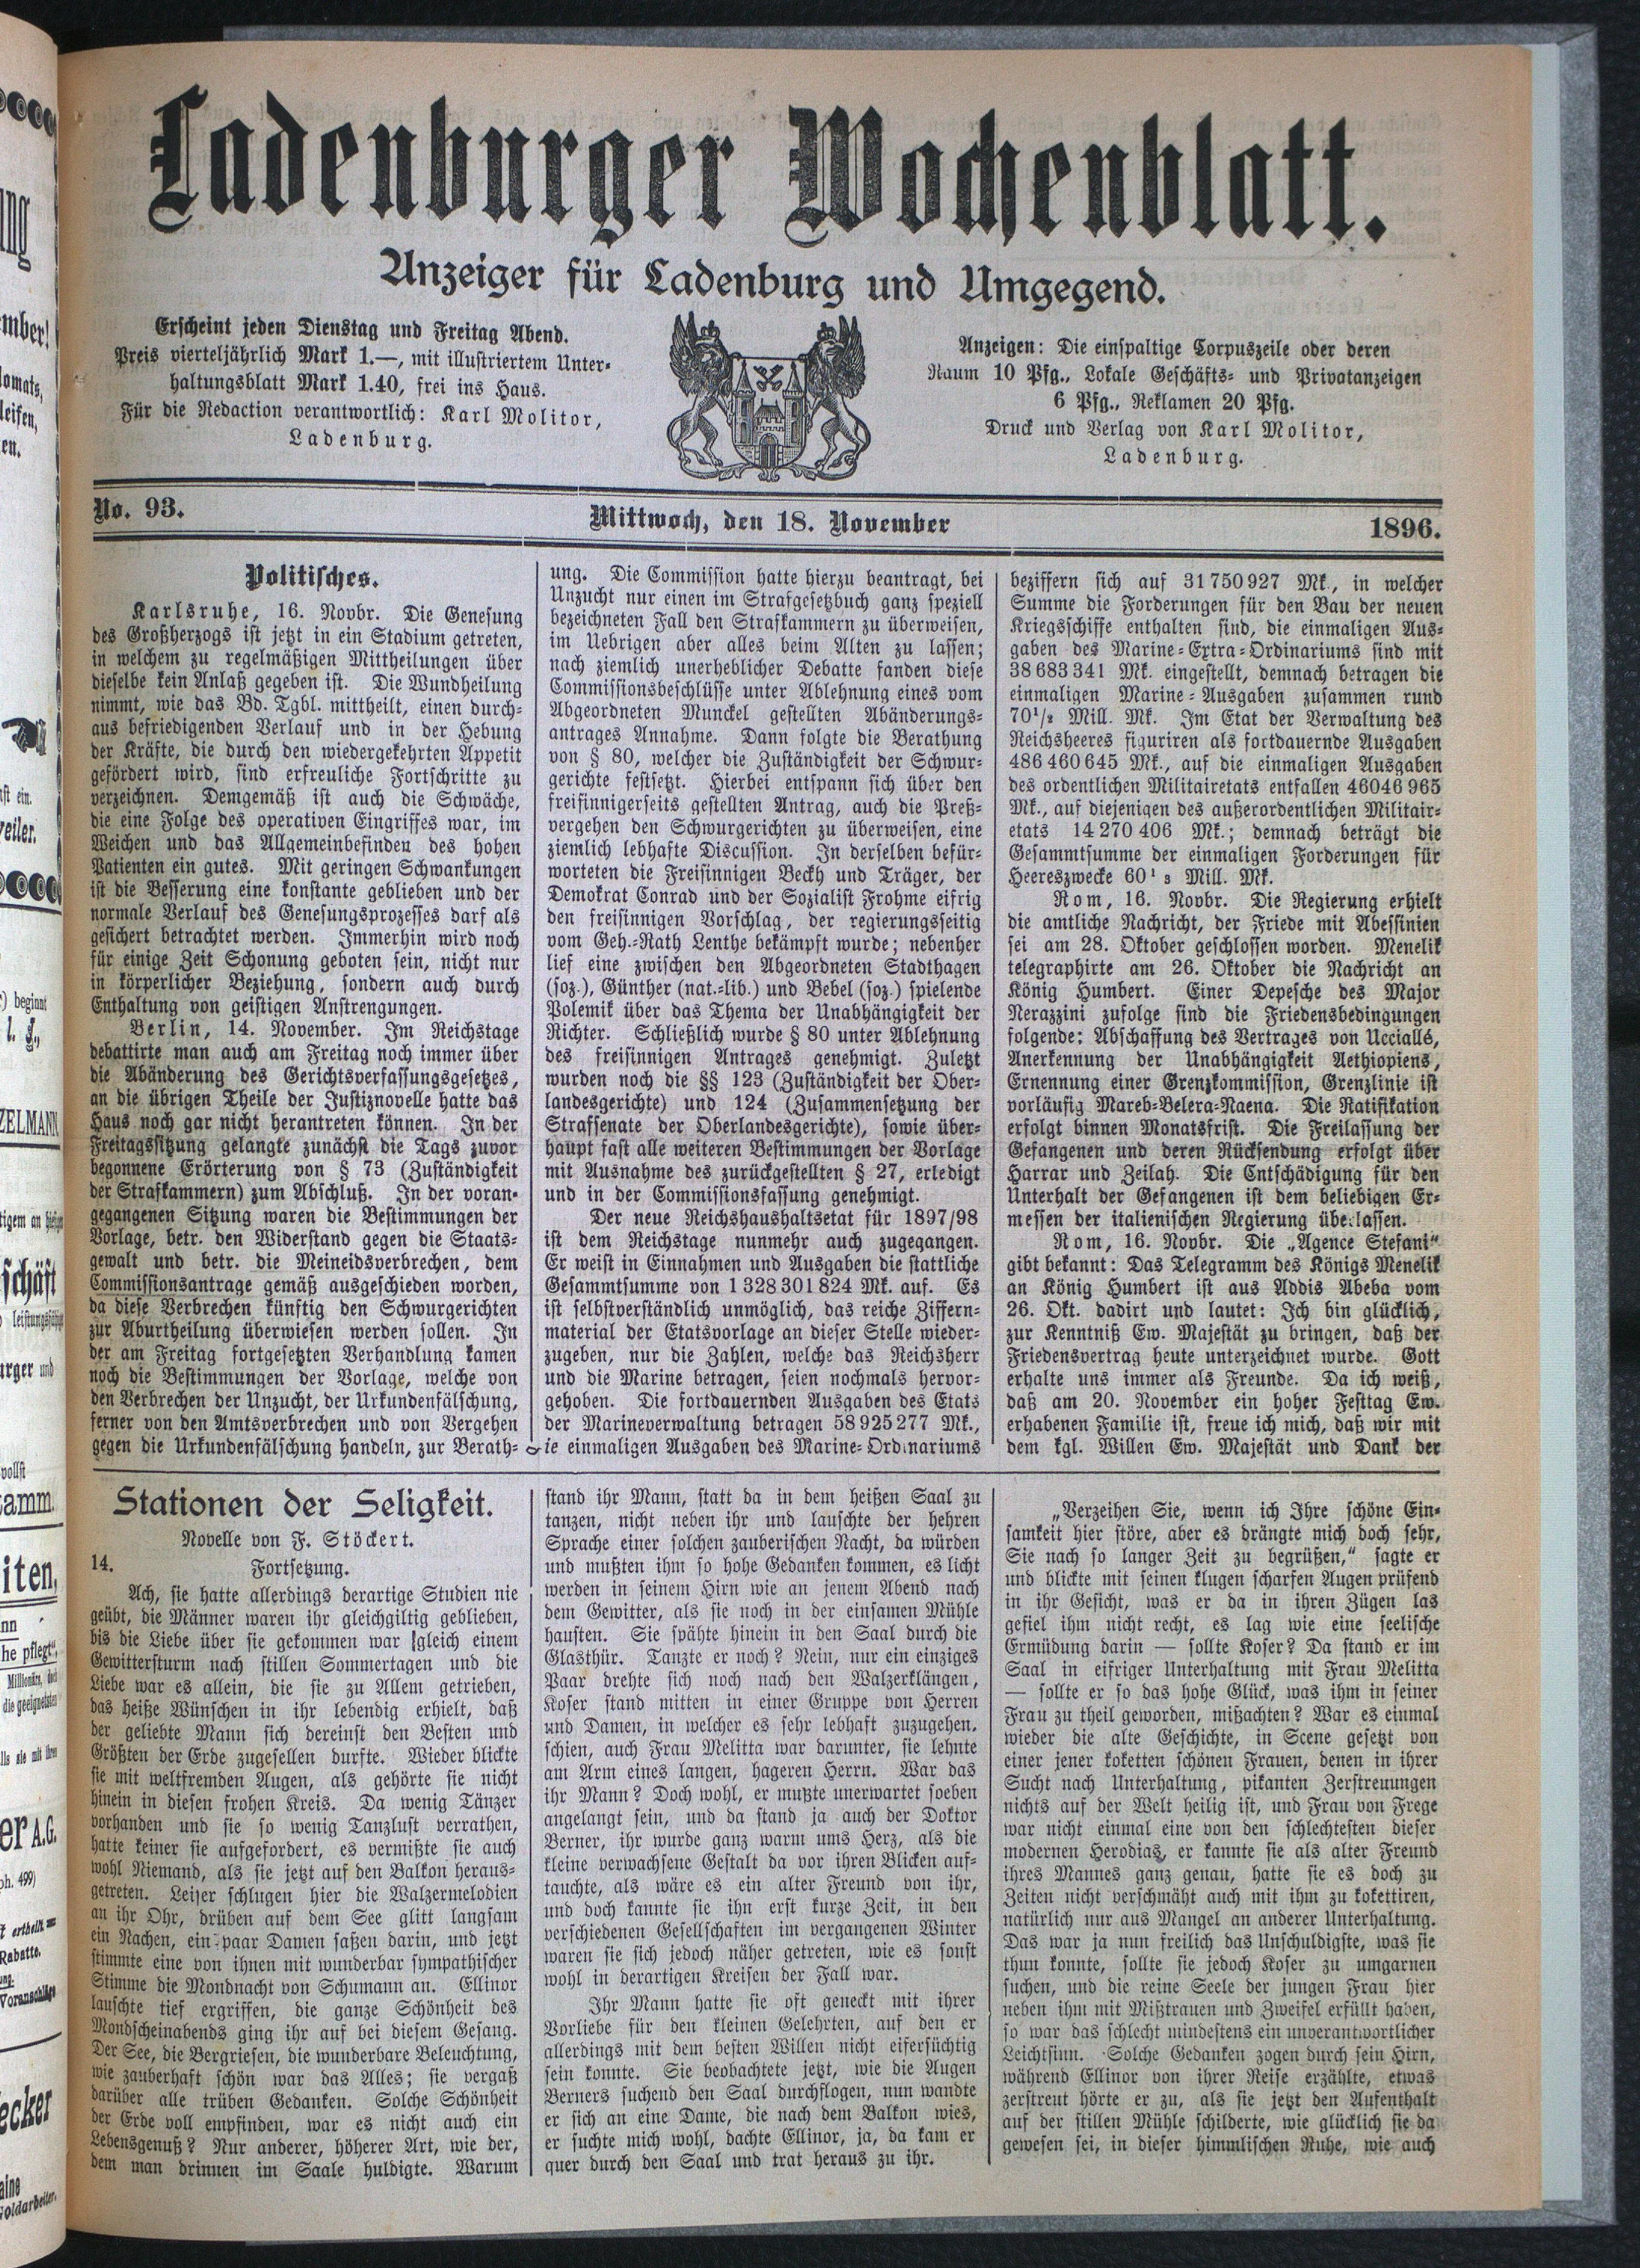 Ladenburger Wochenblatt.
Anzeiger für Ladenburg und Umgegend.
Erscheint jeden Dienstag und Freitag Abend.
Preis vierteljährlich Mark 1.—, mit illustriertem Unter-
haltungsblatt Mark 1.40, frei ins Haus.
Für die Redaction verantwortlich: Karl Molitor,
Ladenburg.
Anzeigen: Die einspaltige Corpuszeile oder deren
Raum 10 Pfg., Lokale Geschäfts- und Privatanzeigen
6 Pfg., Reklamen 20 Pfg.
Druck und Verlag von Karl Molitor,
Ladenburg.
No. 93.
Mittwoch, den 18. November
1896.
Politisches.
Karlsruhe, 16. Novbr. Die Genesung
des Großherzogs ist jetzt in ein Stadium getreten,
in welchem zu regelmäßigen Mittheilungen über
dieselbe kein Anlaß gegeben ist. Die Wundheilung
nimmt, wie das Bd. Tgbl. mittheilt, einen durch-
aus befriedigenden Verlauf und in der Hebung
der Kräfte, die durch den wiedergekehrten Appetit
gefördert wird, sind erfreuliche Fortschritte zu
verzeichnen. Demgemäß ist auch die Schwäche,
die eine Folge des operativen Eingriffes war, im
Weichen und das Allgemeinbefinden des hohen
Patienten ein gutes. Mit geringen Schwankungen
ist die Besserung eine konstante geblieben und der
normale Verlauf des Genesungsprozesses darf als
gesichert betrachtet werden. Immerhin wird noch
für einige Zeit Schonung geboten sein, nicht nur
in körperlicher Beziehung, sondern auch durch
Enthaltung von geistigen Anstrengungen.
Berlin, 14. November. Im Reichstage
debattirte man auch am Freitag noch immer über
die Abänderung des Gerichtsverfassungsgesetzes,
an die übrigen Theile der Justiznovelle hatte das
Haus noch gar nicht herantreten können. In der
Freitagssitzung gelangte zunächst die Tags zuvor
begonnene Erörterung von § 73 (Zuständigkeit
der Strafkammern) zum Abschluß. In der voran-
gegangenen Sitzung waren die Bestimmungen der
Vorlage, betr. den Widerstand gegen die Staats-
gewalt und betr. die Meineidsverbrechen, dem
Commissionsantrage gemäß ausgeschieden worden,
da diese Verbrechen künftig den Schwurgerichten
zur Aburtheilung überwiesen werden sollen. In
der am Freitag fortgesetzten Verhandlung kamen
noch die Bestimmungen der Vorlage, welche von
den Verbrechen der Unzucht, der Urkundenfälschung,
ferner von den Amtsverbrechen und von Vergehen
gegen die Urkundenfälschung handeln, zur Berath-
ung. Die Commission hatte hierzu beantragt, bei
Unzucht nur einen im Strafgesetzbuch ganz speziell
bezeichneten Fall den Strafkammern zu überweisen,
im Uebrigen aber alles beim Alten zu lassen;
nach ziemlich unerheblicher Debatte fanden diese
Commissionsbeschlüsse unter Ablehnung eines vom
Abgeordneten Munckel gestellten Abänderungs-
antrages Annahme. Dann folgte die Berathung
von § 80, welcher die Zuständigkeit der Schwur-
gerichte festsetzt. Hierbei entspann sich über den
freisinnigerseits gestellten Antrag, auch die Preß-
vergehen den Schwurgerichten zu überweisen, eine
ziemlich lebhafte Discussion. In derselben befür-
worteten die Freisinnigen Beckh und Träger, der
Demokrat Conrad und der Sozialist Frohme eifrig
den freisinnigen Vorschlag, der regierungsseitig
vom Geh.-Rath Lenthe bekämpft wurde; nebenher
lief eine zwischen den Abgeordneten Stadthagen
(soz.), Günther (nat.-lib.) und Bebel (soz.) spielende
Polemik über das Thema der Unabhängigkeit der
Richter. Schließlich wurde § 80 unter Ablehnung
des freisinnigen Antrages genehmigt. Zuletzt
wurden noch die §§ 123 (Zuständigkeit der Ober-
landesgerichte) und 124 (Zusammensetzung der
Strafsenate der Oberlandesgerichte), sowie über-
haupt fast alle weiteren Bestimmungen der Vorlage
mit Ausnahme des zurückgestellten § 27, erledigt
und in der Commissionsfassung genehmigt.
Der neue Reichshaushaltsetat für 1897/98
ist dem Reichstage nunmehr auch zugegangen.
Er weist in Einnahmen und Ausgaben die stattliche
Gesammtsumme von 1 328 301 824 Mk. auf. Es
ist selbstverständlich unmöglich, das reiche Ziffern-
material der Etatsvorlage an dieser Stelle wieder-
zugeben, nur die Zahlen, welche das Reichsherr
und die Marine betragen, seien nochmals hervor-
gehoben. Die fortdauernden Ausgaben des Etats
der Marineverwaltung betragen 58 925 277 Mk.,
die einmaligen Ausgaben des Marine-Ordinariums
beziffern sich auf 31 750 927 Mk., in welcher
Summe die Forderungen für den Bau der neuen
Kriegsschiffe enthalten sind, die einmaligen Aus-
gaben des Marine-Extra-Ordinariums sind mit
38 683 341 Mk. eingestellt, demnach betragen die
einmaligen Marine-Ausgaben zusammen rund
70½ Mill. Mk. Im Etat der Verwaltung des
Reichsheeres figuriren als fortdauernde Ausgaben
486 460 645 Mk., auf die einmaligen Ausgaben
des ordentlichen Militairetats entfallen 46 046 965
Mk., auf diejenigen des außerordentlichen Militair-
etats 14 270 406 Mk.; demnach beträgt die
Gesammtsumme der einmaligen Forderungen für
Heereszwecke 60⅓ Mill. Mk.
Rom, 16. Novbr. Die Regierung erhielt
die amtliche Nachricht, der Friede mit Abessinien
sei am 28. Oktober geschlossen worden. Menelik
telegraphirte am 26. Oktober die Nachricht an
König Humbert. Einer Depesche des Major
Nerazzini zufolge sind die Friedensbedingungen
folgende: Abschaffung des Vertrages von Uccialls,
Anerkennung der Unabhängigkeit Aethiopiens,
Ernennung einer Grenzkommission, Grenzlinie ist
vorläufig Mareb-Belera-Naena. Die Ratifikation
erfolgt binnen Monatsfrist. Die Freilassung der
Gefangenen und deren Rücksendung erfolgt über
Harrar und Zeilah. Die Entschädigung für den
Unterhalt der Gefangenen ist dem beliebigen Er-
messen der italienischen Regierung überlassen.
Rom, 16. Novbr. Die „Agence Stefani“
gibt bekannt: Das Telegramm des Königs Menelik
an König Humbert ist aus Addis Abeba vom
26. Okt. dadirt und lautet: Ich bin glücklich,
zur Kenntniß Ew. Majestät zu bringen, daß der
Friedensvertrag heute unterzeichnet wurde. Gott
erhalte uns immer als Freunde. Da ich weiß,
daß am 20. November ein hoher Festtag Ew.
erhabenen Familie ist, freue ich mich, daß wir mit
dem kgl. Willen Ew. Majestät und Dank der
Stationen der Seligkeit.
Novelle von F. Stöckert.
14.
Fortsetzung.
Ach, sie hatte allerdings derartige Studien nie
geübt, die Männer waren ihr gleichgiltig geblieben,
bis die Liebe über sie gekommen war gleich einem
Gewittersturm nach stillen Sommertagen und die
Liebe war es allein, die sie zu Allem getrieben,
das heiße Wünschen in ihr lebendig erhielt, daß
der geliebte Mann sich dereinst den Besten und
Größten der Erde zugesellen durfte. Wieder blickte
sie mit weltfremden Augen, als gehörte sie nicht
hinein in diesen frohen Kreis. Da wenig Tänzer
vorhanden und sie so wenig Tanzlust verrathen,
hatte keiner sie aufgefordert, es vermißte sie auch
wohl Niemand, als sie jetzt auf den Balkon heraus-
getreten. Leiser schlugen hier die Walzermelodien
an ihr Ohr, drüben auf dem See glitt langsam
ein Nachen, ein paar Damen saßen darin, und jetzt
stimmte eine von ihnen mit wunderbar sympathischer
Stimme die Mondnacht von Schumann an. Ellinor
lauschte tief ergriffen, die ganze Schönheit des
Mondscheinabends ging ihr auf bei diesem Gesang.
Der See, die Bergriesen, die wunderbare Beleuchtung,
wie zauberhaft schön war das Alles; sie vergaß
darüber alle trüben Gedanken. Solche Schönheit
der Erde voll empfinden, war es nicht auch ein
Lebensgenuß? Nur anderer, höherer Art, wie der,
dem man drinnen im Saale huldigte. Warum
stand ihr Mann, statt da in dem heißen Saal zu
tanzen, nicht neben ihr und lauschte der hehren
Sprache einer solchen zauberischen Nacht, da würden
und mußten ihm so hohe Gedanken kommen, es licht
werden in seinem Hirn wie an jenem Abend nach
dem Gewitter, als sie noch in der einsamen Mühle
hausten. Sie spähte hinein in den Saal durch die
Glasthür. Tanzte er noch? Nein, nur ein einziges
Paar drehte sich noch nach den Walzerklängen,
Koser stand mitten in einer Gruppe von Herren
und Damen, in welcher es sehr lebhaft zuzugehen.
schien, auch Frau Melitta war darunter, sie lehnte
am Arm eines langen, hageren Herrn. War das
ihr Mann? Doch wohl, er mußte unerwartet soeben
angelangt sein, und da stand ja auch der Doktor
Berner, ihr wurde ganz warm ums Herz, als die
kleine verwachsene Gestalt da vor ihren Blicken auf-
tauchte, als wäre es ein alter Freund von ihr,
und doch kannte sie ihn erst kurze Zeit, in den
verschiedenen Gesellschaften im vergangenen Winter
waren sie sich jedoch näher getreten, wie es sonst
wohl in derartigen Kreisen der Fall war.
Ihr Mann hatte sie oft geneckt mit ihrer
Vorliebe für den kleinen Gelehrten, auf den er
allerdings mit dem besten Willen nicht eifersüchtig
sein konnte. Sie beobachtete jetzt, wie die Augen
Berners suchend den Saal durchflogen, nun wandte
er sich an eine Dame, die nach dem Balkon wies,
er suchte mich wohl, dachte Ellinor, ja, da kam er
quer durch den Saal und trat heraus zu ihr.
„Verzeihen Sie, wenn ich Ihre schöne Ein-
samkeit hier störe, aber es drängte mich doch sehr,
Sie nach so langer Zeit zu begrüßen,“ sagte er
und blickte mit seinen klugen scharfen Augen prüfend
in ihr Gesicht, was er da in ihren Zügen las
gefiel ihm nicht recht, es lag wie eine seelische
Ermüdung darin — sollte Koser? Da stand er im
Saal in eifriger Unterhaltung mit Frau Melitta
— sollte er so das hohe Glück, was ihm in seiner
Frau zu theil geworden, mißachten? War es einmal
wieder die alte Geschichte, in Scene gesetzt von
einer jener koketten schönen Frauen, denen in ihrer
Sucht nach Unterhaltung, pikanten Zerstreuungen
nichts auf der Welt heilig ist, und Frau von Frege
war nicht einmal eine von den schlechtesten dieser
modernen Herodias, er kannte sie als alter Freund
ihres Mannes ganz genau, hatte sie es doch zu
Zeiten nicht verschmäht auch mit ihm zu kokettiren,
natürlich nur aus Mangel an anderer Unterhaltung.
Das war ja nun freilich das Unschuldigste, was sie
thun konnte, sollte sie jedoch Koser zu umgarnen
suchen, und die reine Seele der jungen Frau hier
neben ihm mit Mißtrauen und Zweifel erfüllt haben,
so war das schlecht mindestens ein unverantwortlicher
Leichtsinn. Solche Gedanken zogen durch sein Hirn,
während Ellinor von ihrer Reise erzählte, etwas
zerstreut hörte er zu, als sie jetzt den Aufenthalt
auf der stillen Mühle schilderte, wie glücklich sie da
gewesen sei, in dieser himmlischen Ruhe, wie auch